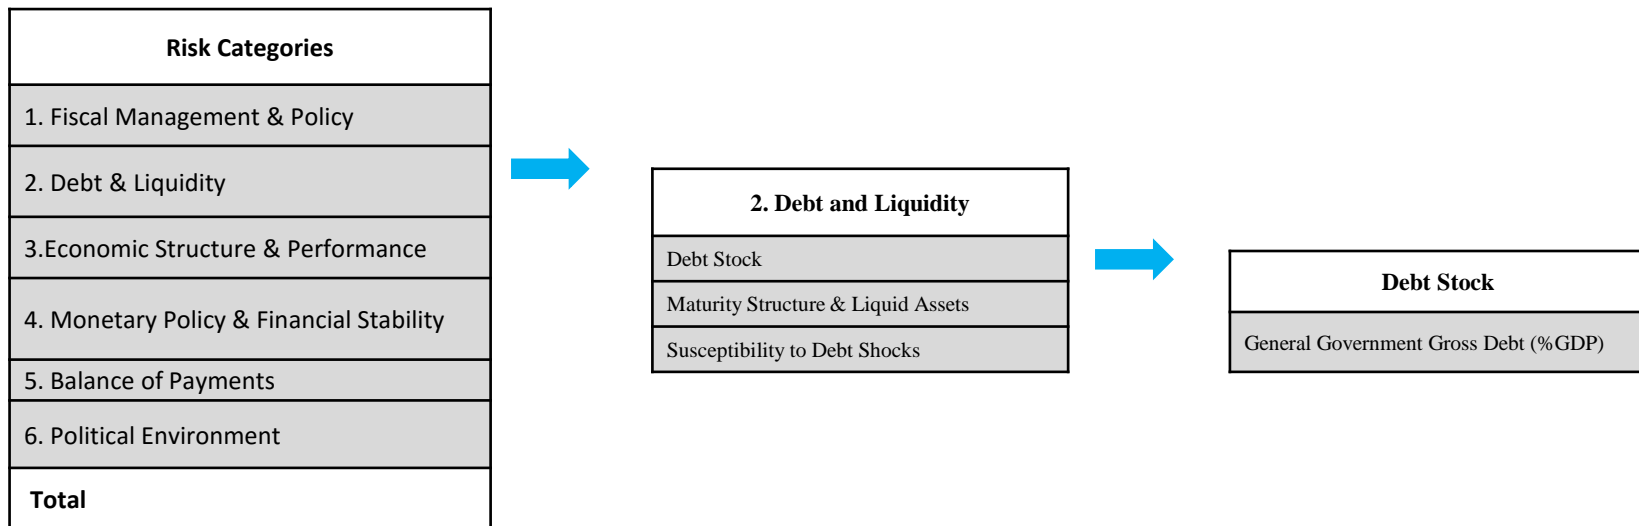 Risk Categories
1. Fiscal Management & Policy
2. Debt & Liquidity
3.Economic Structure & Performance
4. Monetary Policy & Financial Stability
5. Balance of Payments
6. Political Environment
Total
2. Debt and Liquidity
Debt Stock
Maturity Structure & Liquid Assets
Susceptibility to Debt Shocks
Debt Stock
General Government Gross Debt (%GDP)